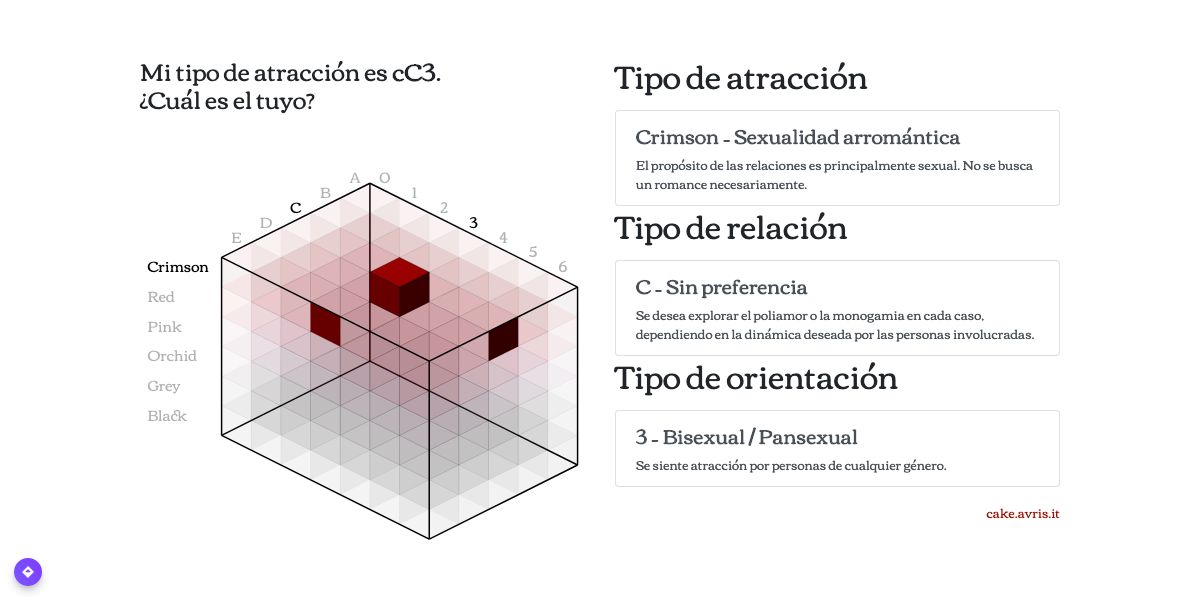 Mi tipo de atracción es cC3.
¿Cuál es el tuyo?
A
B
C
D
E
0
1
2
3
4
5
6
Crimson
Red
Pink
Orchid
Grey
Black
Tipo de atracción
Crimson - Sexualidad arromántica
El propósito de las relaciones es principalmente sexual. No se busca
un romance necesariamente.
Tipo de relación
C - Sin preferencia
Se desea explorar el poliamor o la monogamia en cada caso,
dependiendo en la dinámica deseada por las personas involucradas.
Tipo de orientación
3 - Bisexual / Pansexual
Se siente atracción por personas de cualquier género.
cake.avris.it